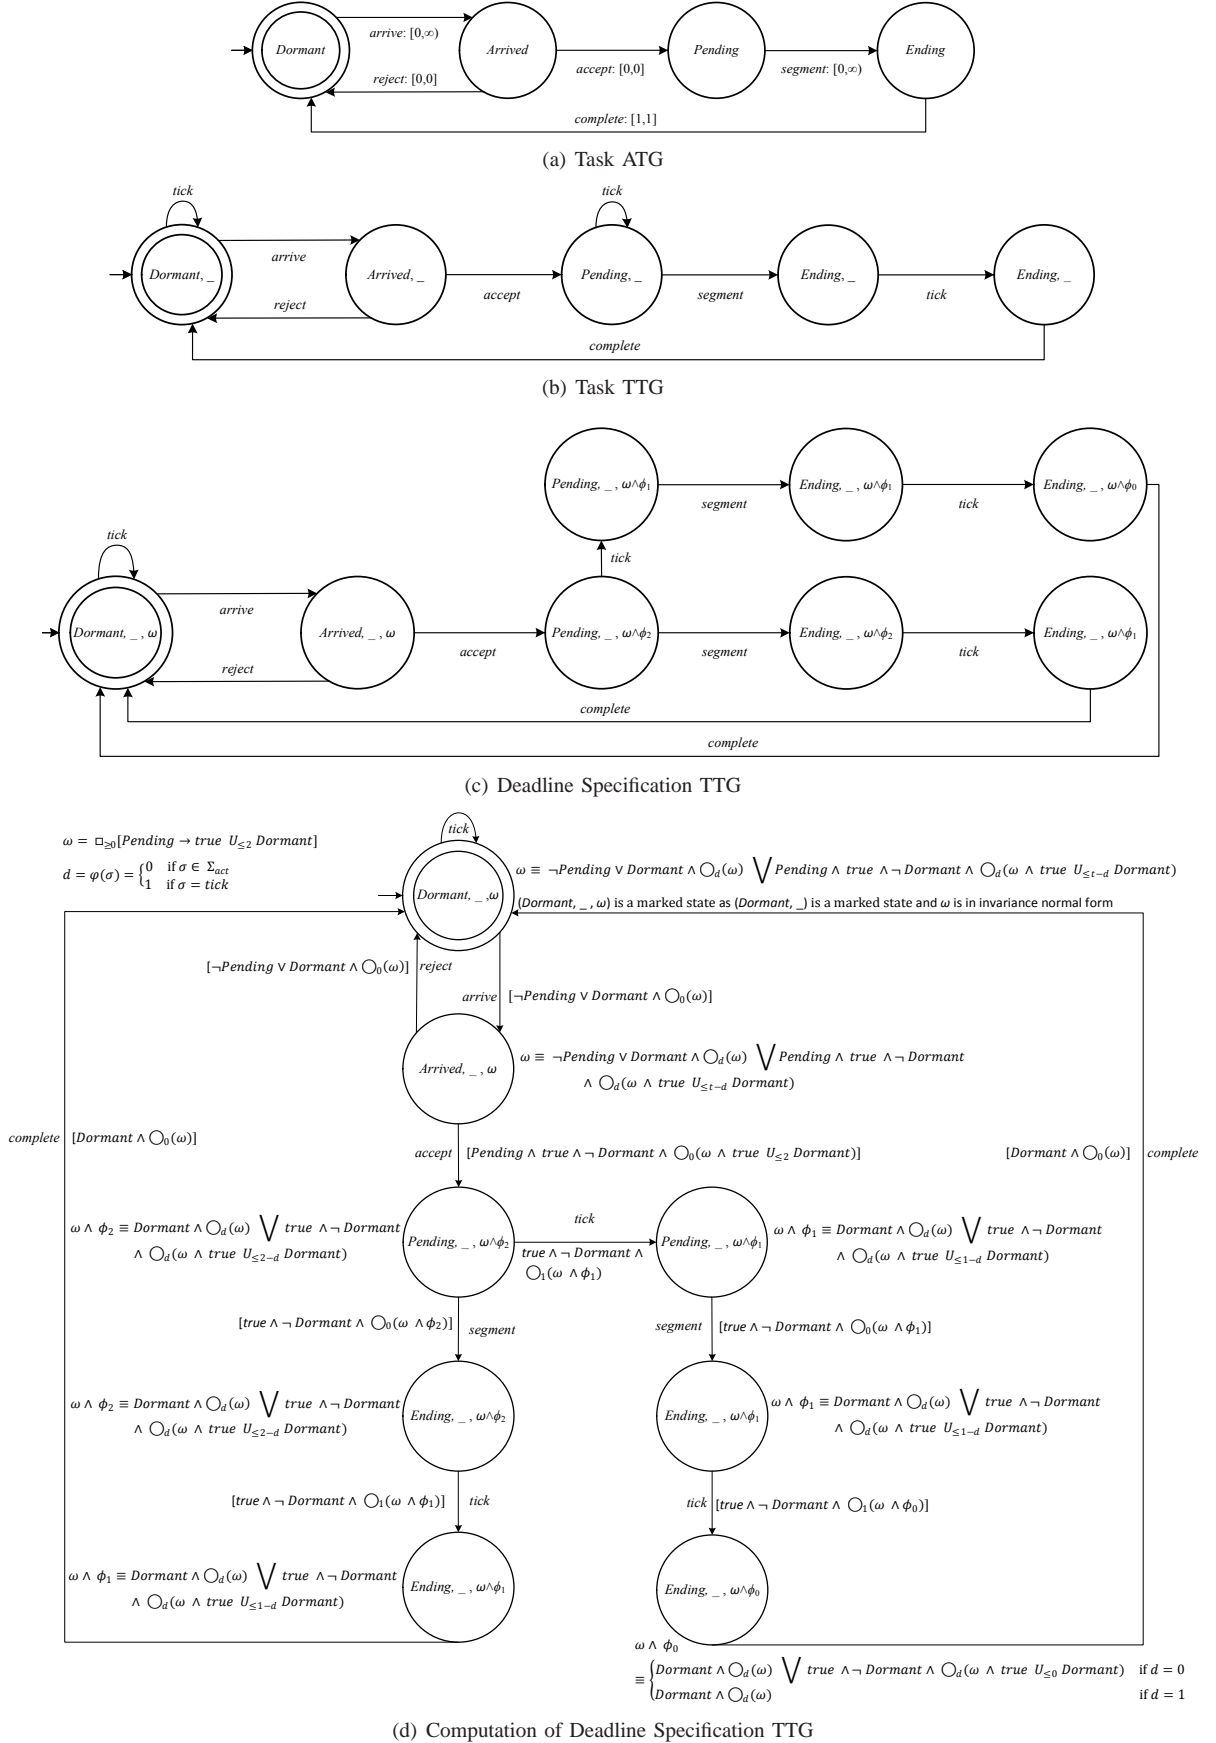 Dormant
arrive: [0,∞)
reject: [0,0]
Arrived
accept: [0,0]
Pending
segment: [0,∞)
Ending
complete: [1,1]
(a) Task ATG
tick
tick
Dormant, _
arrive
reject
Arrived, _
accept
Pending, _
segment
Ending, _
tick
Ending, _
complete
(b) Task TTG
Pending, _ , ω^ϕ₁
segment
Ending, _ , ω^ϕ₁
tick
Ending, _ , ω^ϕ₀
tick
tick
Dormant, _ , ω
arrive
reject
Arrived, _ , ω
accept
Pending, _ , ω^ϕ₂
segment
Ending, _ , ω^ϕ₂
tick
Ending, _ , ω^ϕ₁
complete
complete
(c) Deadline Specification TTG
ω = □≥0[Pending → true U≤2 Dormant]
d = φ(σ) = {0 if σ ∈ Σact
1 if σ = tick
tick
Dormant, _ ,ω
ω ≡ ¬Pending ∨ Dormant ∧ ◯d(ω) ⋁ Pending ∧ true ∧ ¬ Dormant ∧ ◯d(ω ∧ true U≤t−d Dormant)
(Dormant, _ , ω) is a marked state as (Dormant, _) is a marked state and ω is in invariance normal form
[¬Pending ∨ Dormant ∧ ◯0(ω)]
reject
arrive
[¬Pending ∨ Dormant ∧ ◯0(ω)]
Arrived, _ , ω
ω ≡ ¬Pending ∨ Dormant ∧ ◯d(ω) ⋁ Pending ∧ true ∧ ¬ Dormant
∧ ◯d(ω ∧ true U≤t−d Dormant)
complete
[Dormant ∧ ◯0(ω)]
accept
[Pending ∧ true ∧ ¬ Dormant ∧ ◯0(ω ∧ true U≤2 Dormant)]
[Dormant ∧ ◯0(ω)]
complete
ω ∧ ϕ2 ≡ Dormant ∧ ◯d(ω) ⋁ true ∧ ¬ Dormant
∧ ◯d(ω ∧ true U≤2−d Dormant)
Pending, _ , ω^ϕ₂
tick
true ∧ ¬ Dormant ∧
◯1(ω ∧ ϕ1)
Pending, _ , ω^ϕ₁
ω ∧ ϕ1 ≡ Dormant ∧ ◯d(ω) ⋁ true ∧ ¬ Dormant
∧ ◯d(ω ∧ true U≤1−d Dormant)
[true ∧ ¬ Dormant ∧ ◯0(ω ∧ ϕ2)]
segment
segment
[true ∧ ¬ Dormant ∧ ◯0(ω ∧ ϕ1)]
ω ∧ ϕ2 ≡ Dormant ∧ ◯d(ω) ⋁ true ∧ ¬ Dormant
∧ ◯d(ω ∧ true U≤2−d Dormant)
Ending, _ , ω^ϕ₂
Ending, _ , ω^ϕ₁
ω ∧ ϕ1 ≡ Dormant ∧ ◯d(ω) ⋁ true ∧ ¬ Dormant
∧ ◯d(ω ∧ true U≤1−d Dormant)
[true ∧ ¬ Dormant ∧ ◯1(ω ∧ ϕ1)]
tick
tick
[true ∧ ¬ Dormant ∧ ◯1(ω ∧ ϕ0)]
ω ∧ ϕ1 ≡ Dormant ∧ ◯d(ω) ⋁ true ∧ ¬ Dormant
∧ ◯d(ω ∧ true U≤1−d Dormant)
Ending, _ , ω^ϕ₁
Ending, _ , ω^ϕ₀
ω ∧ ϕ0
≡ {Dormant ∧ ◯d(ω) ⋁ true ∧ ¬ Dormant ∧ ◯d(ω ∧ true U≤0 Dormant) if d = 0
Dormant ∧ ◯d(ω) if d = 1
(d) Computation of Deadline Specification TTG